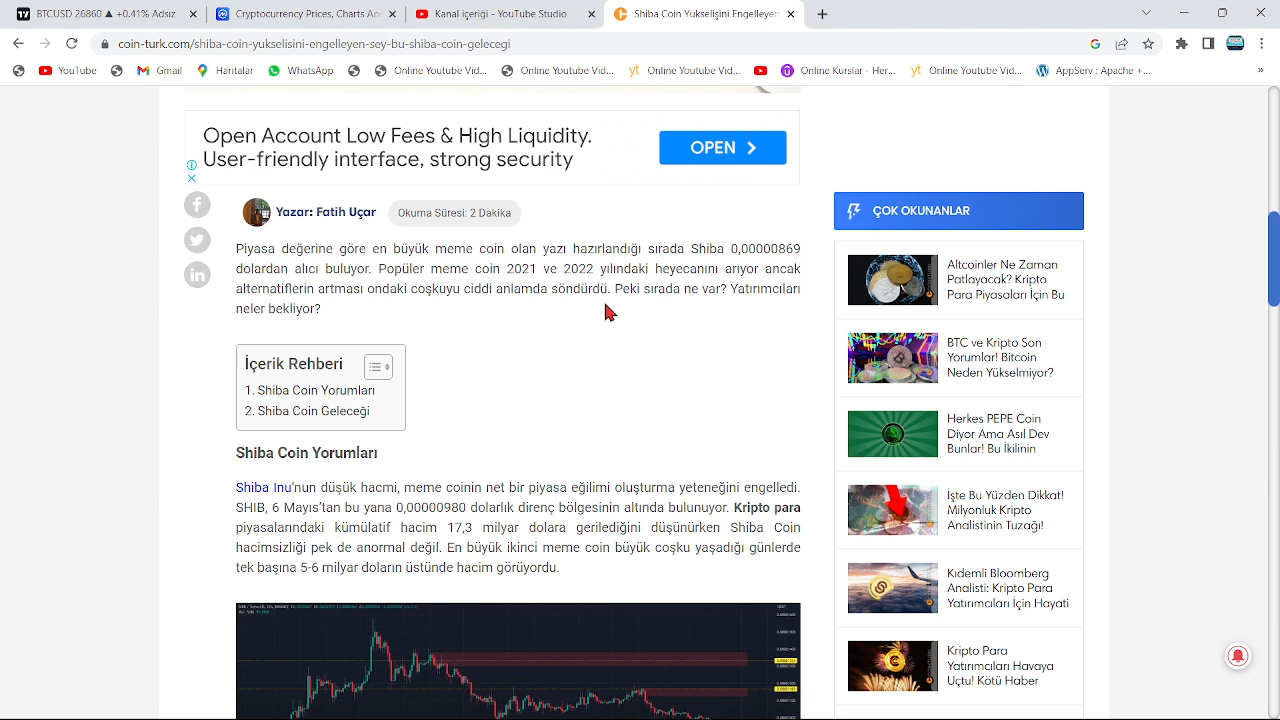 BTCUSD 26860 ▲ +0.41% Adsız
Cryptocurrency Prices, Charts An
Kanal içeriği - YouTube Studio
Shiba Coin Yükselişini Engelleyen
coin-turk.com/shiba-coin-yukselisini-engelleyen-sey-bu-shiba-coin-gelecegi
YouTube
Gmail
Haritalar
WhatsApp
Online Youtube Vid...
Online Youtube Vid...
Online Youtube Vid...
Online Kurslar - Her...
Online Youtube Vid...
AppServ : Apache +...
»
Open Account Low Fees & High Liquidity.
User-friendly interface, strong security
OPEN
Yazar: Fatih Uçar
Okuma Süresi: 2 Dakika
Piyasa değerine göre en büyük meme coin olan yazı hazırlandığı sırada Shiba 0,00000869
dolardan alıcı buluyor. Popüler meme coin 2021 ve 2022 yılındaki heyecanını arıyor ancak
alternatiflerin artması ondaki coşkuyu ciddi anlamda söndürdü. Peki sırada ne var? Yatırımcıları
neler bekliyor?
İçerik Rehberi
1. Shiba Coin Yorumları
2. Shiba Coin Geleceği
Shiba Coin Yorumları
Shiba Inu'nun düşük hacmi, meme coinin net bir piyasa eğilimi oluşturma yeteneğini engelledi.
SHIB, 6 Mayıs'tan bu yana 0,00000930 dolarlık direnç bölgesinin altında bulunuyor. Kripto para
piyasalarındaki kümülatif hacim 17,3 milyar dolara gerilediğini düşünürken Shiba Coin
hacimsizliği pek de anormal değil. En büyük ikinci meme coin büyük coşku yaşadığı günlerde
tek başına 5-6 milyar doların üstünde hacim görüyordu.
ÇOK OKUNANLAR
Altcoinler Ne Zaman
Patlayacak? Kripto
Para Piyasaları İçin Bu
BTC ve Kripto Son
Yorumlar! Bitcoin
Neden Yükselmiyor?
Herkes PEPE Coin
Diyor Ama Asıl Dev
Bunlar! Bu İkilinin
İşte Bu Yüzden Dikkat!
Milyonluk Kripto
Analistinin Tuzağı!
Kıdemli Bloomberg
Analisti: Kripto Para
Yatırımcıları İçin Hayati
Kripto Para
Yatırımcıları Havaya
Uçtu! Kötü Haber